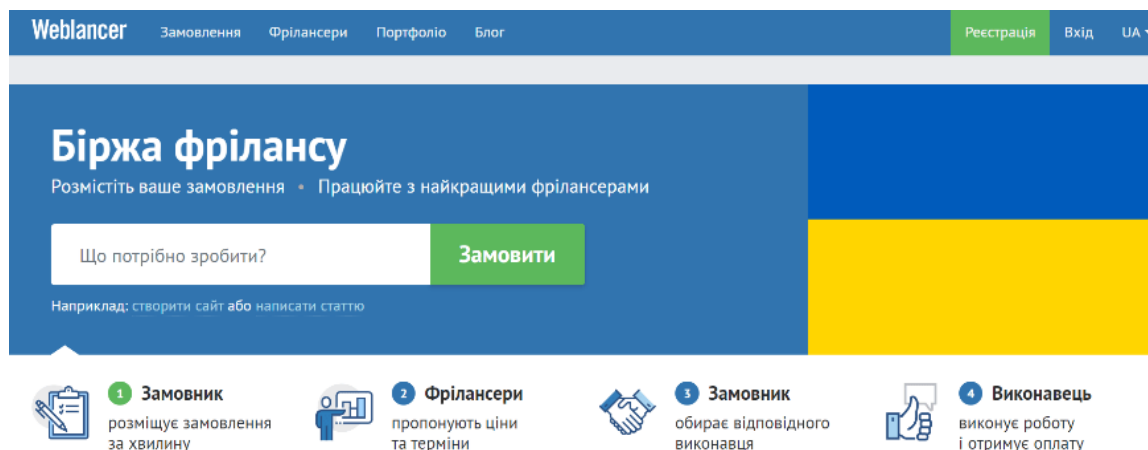 Weblancer Замовлення Фрілансери Портфоліо Блог Реєстрація Вхід UA
Біржа фрілансу
Розмістіть ваше замовлення • Працюйте з найкращими фрілансерами
Що потрібно зробити? Замовити
Наприклад: створити сайт або написати статтю
1 Замовник
розміщує замовлення
за хвилину
2 Фрілансери
пропонують ціни
та терміни
3 Замовник
обирає відповідного
виконавця
4 Виконавець
виконує роботу
і отримує оплату